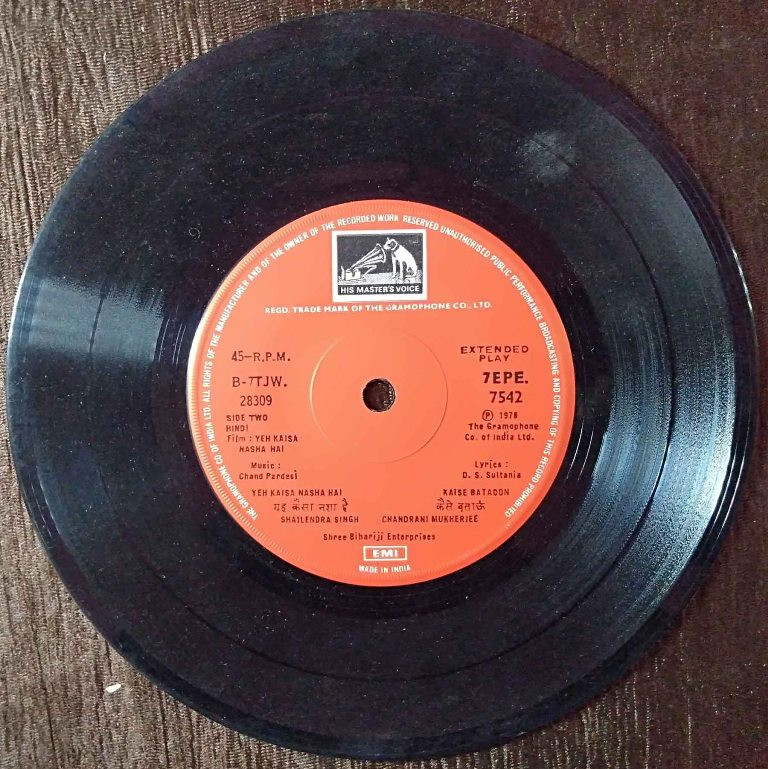 THE GRAMOPHONE CO. OF INDIA LTD. ALL RIGHTS OF THE MANUFACTURER AND OF THE OWNER OF THE RECORDED WORK RESERVED UNAUTHORISED PUBLIC PERFORMANCE BROADCASTING AND COPYING OF THIS RECORD PROHIBITED
HIS MASTER'S VOICE
REGD. TRADE MARK OF THE GRAMOPHONE CO., LTD.
45-R.P.M.
B-7TJW.
28309
SIDE TWO
HINDI
Film : YEH KAISA
NASHA HAI
EXTENDED
PLAY
7EPE.
7542
Ⓟ 1978
The Gramophone
Co. of India Ltd.
Music :
Chand Pardesi
Lyrics :
D. S. Sultania
YEH KAISA NASHA HAI
यह कैसा नशा है
SHAILENDRA SINGH
KAISE BATAOON
कैसे बताऊँ
CHANDRANI MUKHERJEE
Shree Bihariji Enterprises
EMI
MADE IN INDIA